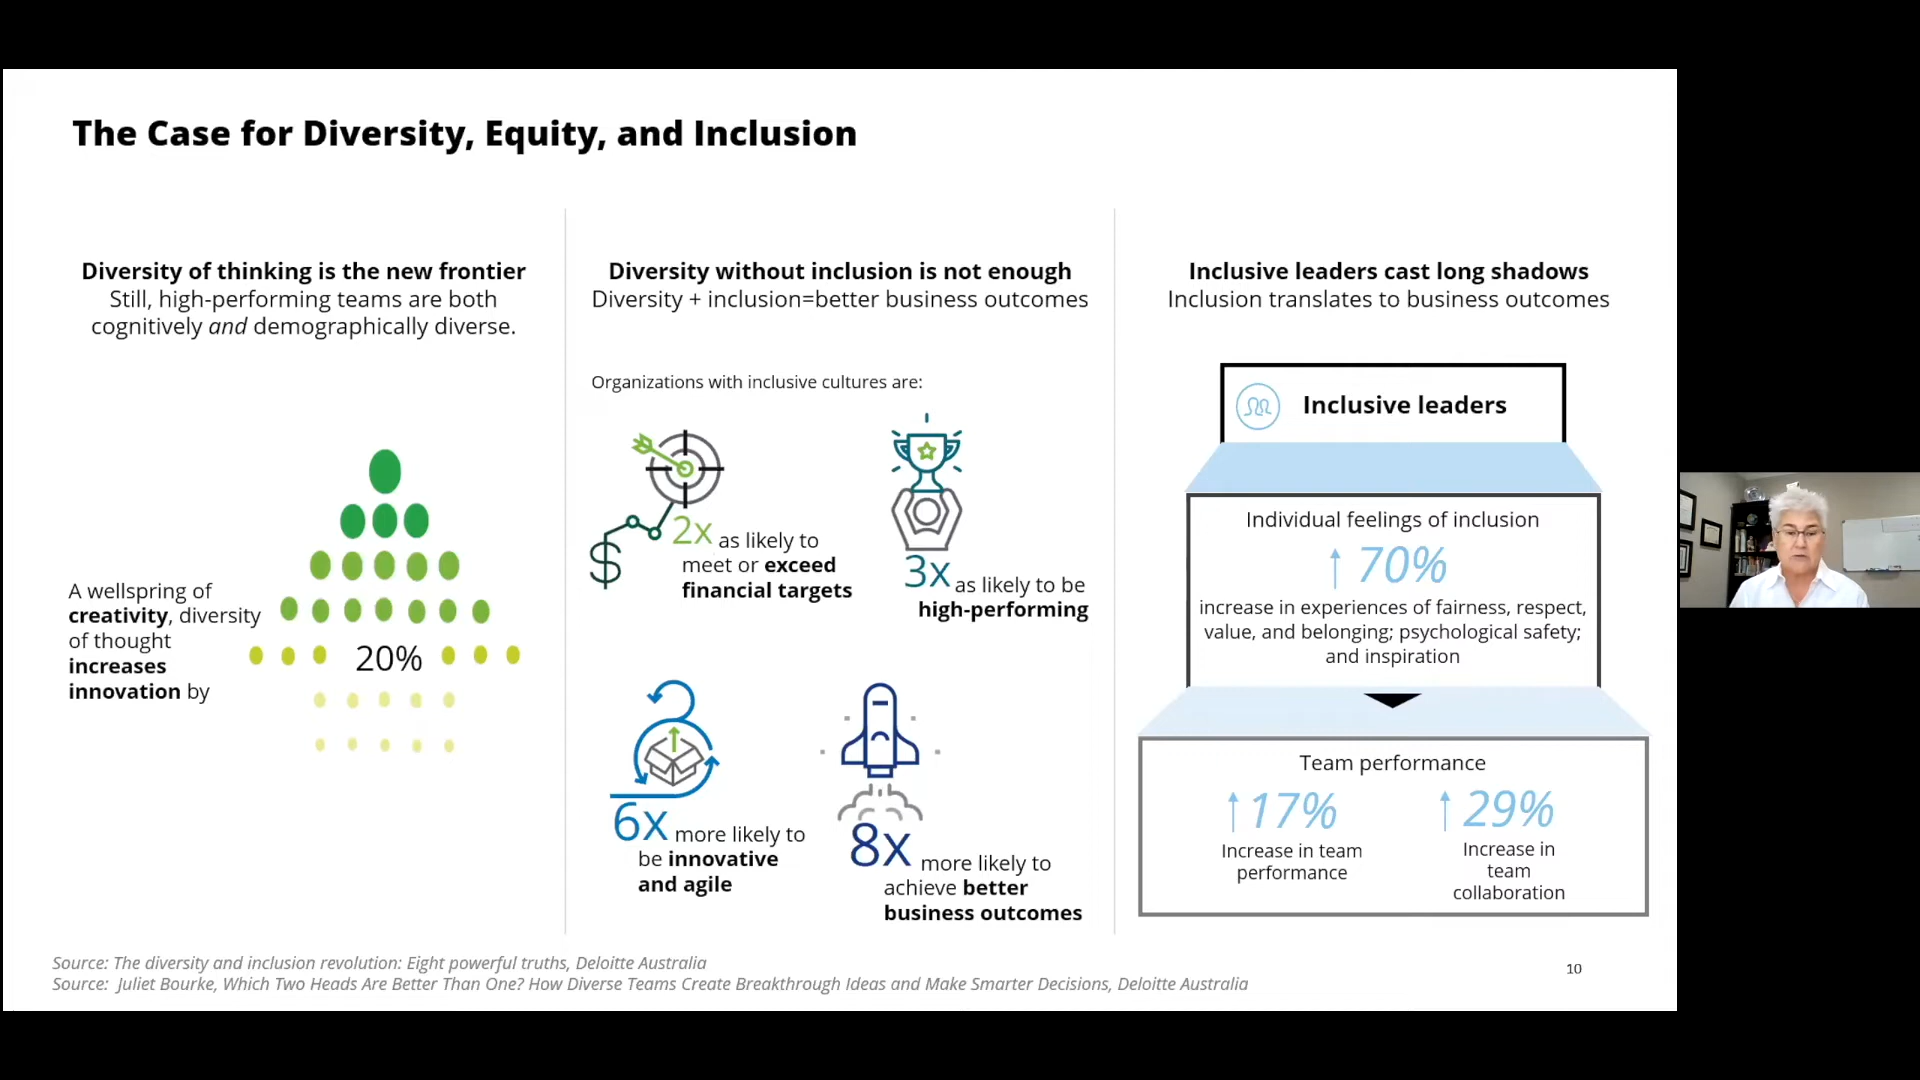 The Case for Diversity, Equity, and Inclusion
Diversity of thinking is the new frontier
Still, high-performing teams are both
cognitively and demographically diverse.
A wellspring of
creativity, diversity
of thought
increases
innovation by
20%
Diversity without inclusion is not enough
Diversity + inclusion=better business outcomes
Organizations with inclusive cultures are:
2x as likely to
meet or exceed
financial targets
3x as likely to be
high-performing
6x more likely to
be innovative
and agile
8x more likely to
achieve better
business outcomes
Inclusive leaders cast long shadows
Inclusion translates to business outcomes
Inclusive leaders
Individual feelings of inclusion
↑ 70%
increase in experiences of fairness, respect,
value, and belonging; psychological safety;
and inspiration
Team performance
↑ 17%
Increase in team
performance
↑ 29%
Increase in
team
collaboration
Source: The diversity and inclusion revolution: Eight powerful truths, Deloitte Australia
Source: Juliet Bourke, Which Two Heads Are Better Than One? How Diverse Teams Create Breakthrough Ideas and Make Smarter Decisions, Deloitte Australia
10